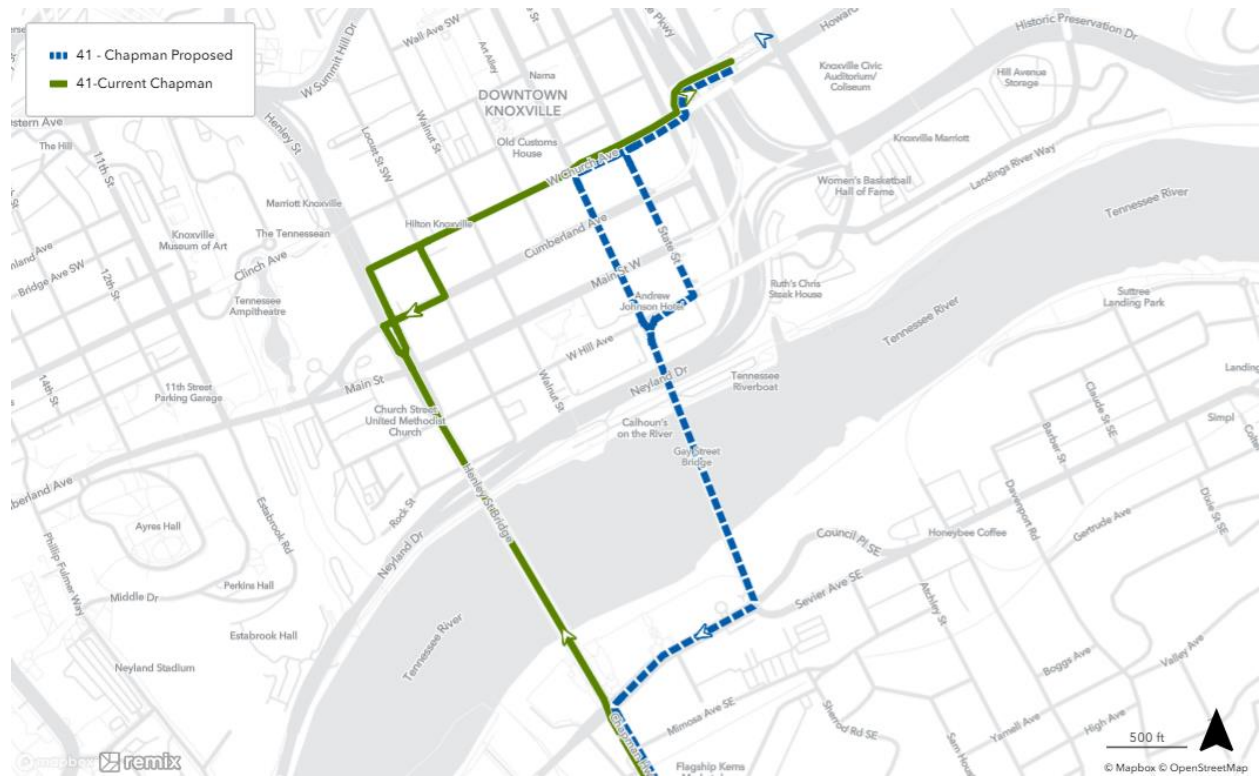 41 - Chapman Proposed
41-Current Chapman
Wall Ave SW
W Summit Hill Dr
Art Alley
Nama
DOWNTOWN
KNOXVILLE
Old Customs
House
Walnut St
Locust St SW
Henley St
The Hill
11th St
Marriott Knoxville
Hilton Knoxville
W Church Ave
Knoxville
Museum of Art
The Tennessean
Clinch Ave
Bridge Ave SW
12th St
Tennessee
Ampitheatre
Cumberland Ave
Main St W
State St
Andrew
Johnson Hotel
Ruth's Chris
Steak House
Howard
Historic Preservation Dr
Knoxville Civic
Auditorium/
Coliseum
Hill Avenue
Storage
Knoxville Marriott
Women's Basketball
Hall of Fame
Landings River Way
Tennessee River
Tennessee River
Suttree
Landing Park
Landing
14th St
11th Street
Parking Garage
Main St
W Hill Ave
Walnut St
Neyland Dr
Tennessee
Riverboat
Church Street
United Methodist
Church
Calhoun's
on the River
Gay Street
Bridge
Claude St SE
Simpl
Barber St
berland Ave
Ayres Hall
Estabrook Rd
Rock St
Henley St Bridge
Neyland Dr
Davenport Rd
Dixie St SE
Gertrude Ave
Honeybee Coffee
Council Pl SE
Sevier Ave SE
Phillip Fulmer Way
Middle Dr
Perkins Hall
Estabrook Hall
Neyland Stadium
Tennessee River
Atchley St
Boggs Ave
Valley Ave
Mimosa Ave SE
Sherrod Rd SE
Yarnell Ave
High Ave
Flagship Kerns
500 ft
mapbox remix
© Mapbox © OpenStreetMap